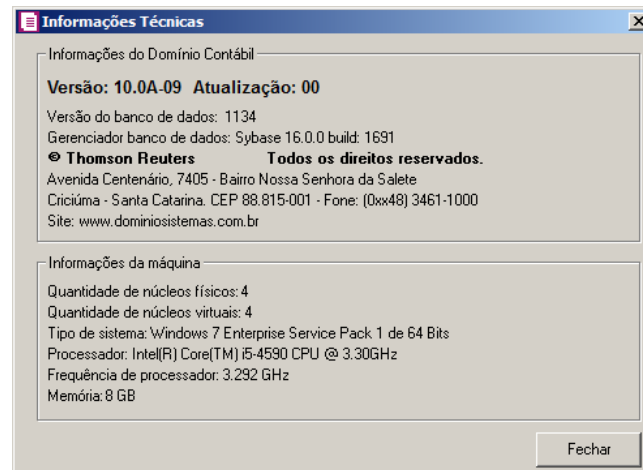 Informações Técnicas
Informações do Domínio Contábil
Versão: 10.0A-09 Atualização: 00
Versão do banco de dados: 1134
Gerenciador banco de dados: Sybase 16.0.0 build: 1691
© Thomson Reuters Todos os direitos reservados.
Avenida Centenário, 7405 - Bairro Nossa Senhora da Salete
Criciúma - Santa Catarina. CEP 88.815-001 - Fone: (0xx48) 3461-1000
Site: www.dominiosistemas.com.br
Informações da máquina
Quantidade de núcleos físicos: 4
Quantidade de núcleos virtuais: 4
Tipo de sistema: Windows 7 Enterprise Service Pack 1 de 64 Bits
Processador: Intel(R) Core(TM) i5-4590 CPU @ 3.30GHz
Frequência de processador: 3.292 GHz
Memória: 8 GB
Fechar